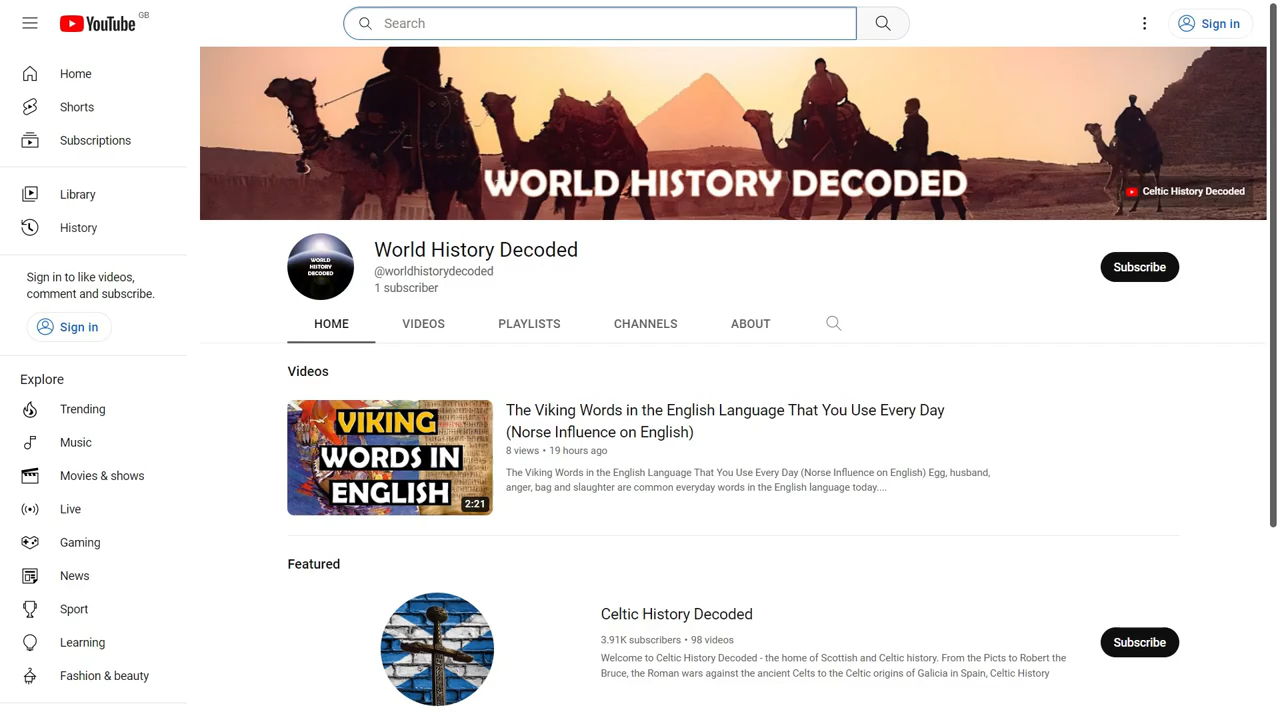 YouTube GB
Search
Sign in
Home
Shorts
Subscriptions
Library
History
Sign in to like videos,
comment and subscribe.
Sign in
Explore
Trending
Music
Movies & shows
Live
Gaming
News
Sport
Learning
Fashion & beauty
WORLD HISTORY DECODED
Celtic History Decoded
WORLD
HISTORY
DECODED
World History Decoded
@worldhistorydecoded
1 subscriber
Subscribe
HOME VIDEOS PLAYLISTS CHANNELS ABOUT
Videos
VIKING
WORDS IN
ENGLISH
2:21
The Viking Words in the English Language That You Use Every Day
(Norse Influence on English)
8 views • 19 hours ago
The Viking Words in the English Language That You Use Every Day (Norse Influence on English) Egg, husband,
anger, bag and slaughter are common everyday words in the English language today....
Featured
Celtic History Decoded
3.91K subscribers • 98 videos
Welcome to Celtic History Decoded - the home of Scottish and Celtic history. From the Picts to Robert the
Bruce, the Roman wars against the ancient Celts to the Celtic origins of Galicia in Spain, Celtic History
Subscribe